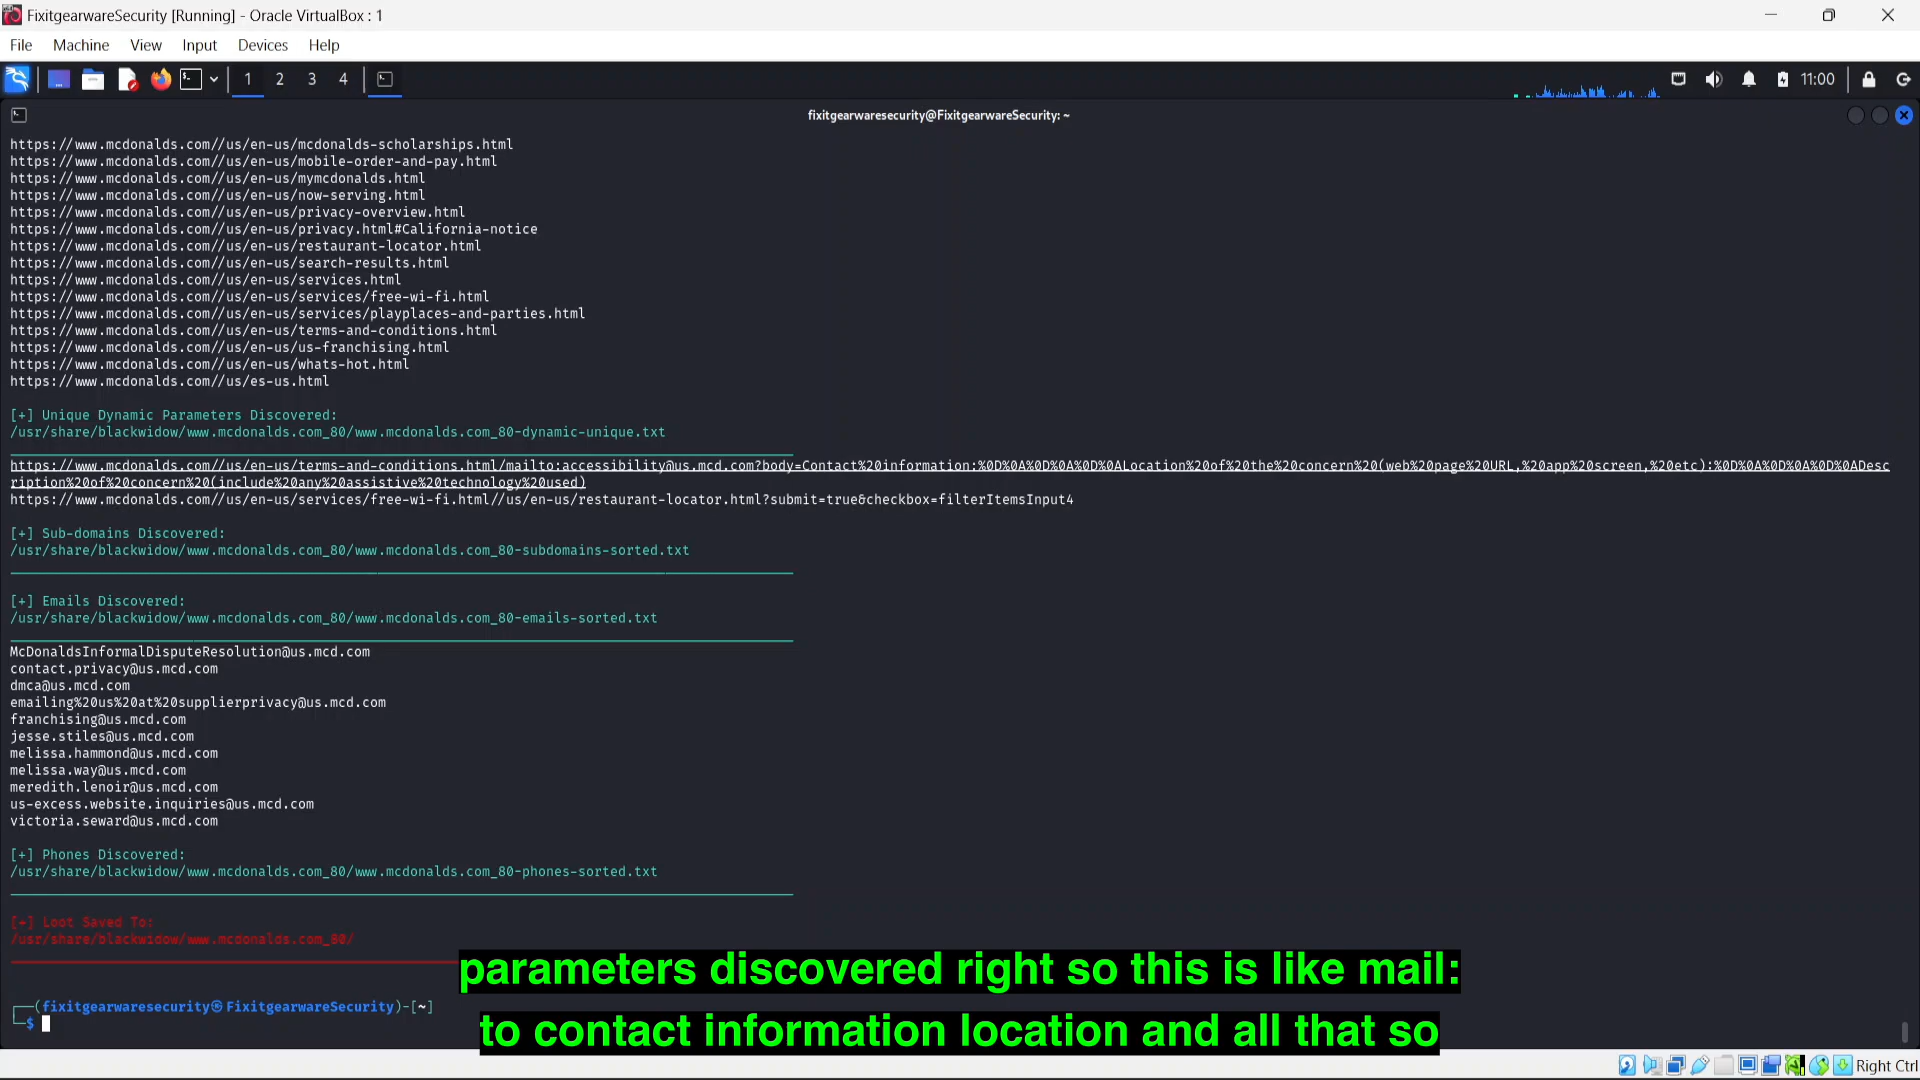 FixitgearwareSecurity [Running] - Oracle VirtualBox : 1
File Machine View Input Devices Help
1 2 3 4 11:00
fixitgearwaresecurity@FixitgearwareSecurity: ~
https://www.mcdonalds.com//us/en-us/mcdonalds-scholarships.html
https://www.mcdonalds.com//us/en-us/mobile-order-and-pay.html
https://www.mcdonalds.com//us/en-us/mymcdonalds.html
https://www.mcdonalds.com//us/en-us/now-serving.html
https://www.mcdonalds.com//us/en-us/privacy-overview.html
https://www.mcdonalds.com//us/en-us/privacy.html#California-notice
https://www.mcdonalds.com//us/en-us/restaurant-locator.html
https://www.mcdonalds.com//us/en-us/search-results.html
https://www.mcdonalds.com//us/en-us/services.html
https://www.mcdonalds.com//us/en-us/services/free-wi-fi.html
https://www.mcdonalds.com//us/en-us/services/playplaces-and-parties.html
https://www.mcdonalds.com//us/en-us/terms-and-conditions.html
https://www.mcdonalds.com//us/en-us/us-franchising.html
https://www.mcdonalds.com//us/en-us/whats-hot.html
https://www.mcdonalds.com//us/es-us.html
[+] Unique Dynamic Parameters Discovered:
/usr/share/blackwidow/www.mcdonalds.com_80/www.mcdonalds.com_80-dynamic-unique.txt
https://www.mcdonalds.com//us/en-us/terms-and-conditions.html/mailto:accessibility@us.mcd.com?body=Contact%20information:%0D%0A%0D%0A%0D%0ALocation%20of%20the%20concern%20(web%20page%20URL,%20app%20screen,%20etc):%0D%0A%0D%0A%0D%0ADesc
ription%20of%20concern%20(include%20any%20assistive%20technology%20used)
https://www.mcdonalds.com//us/en-us/services/free-wi-fi.html//us/en-us/restaurant-locator.html?submit=true&checkbox=filterItemsInput4
[+] Sub-domains Discovered:
/usr/share/blackwidow/www.mcdonalds.com_80/www.mcdonalds.com_80-subdomains-sorted.txt
[+] Emails Discovered:
/usr/share/blackwidow/www.mcdonalds.com_80/www.mcdonalds.com_80-emails-sorted.txt
McDonaldsInformalDisputeResolution@us.mcd.com
contact.privacy@us.mcd.com
dmca@us.mcd.com
emailing%20us%20at%20supplierprivacy@us.mcd.com
franchising@us.mcd.com
jesse.stiles@us.mcd.com
melissa.hammond@us.mcd.com
melissa.way@us.mcd.com
meredith.lenoir@us.mcd.com
us-excess.website.inquiries@us.mcd.com
victoria.seward@us.mcd.com
[+] Phones Discovered:
/usr/share/blackwidow/www.mcdonalds.com_80/www.mcdonalds.com_80-phones-sorted.txt
[+] Loot Saved To:
/usr/share/blackwidow/www.mcdonalds.com_80/
parameters discovered right so this is like mail:
(fixitgearwaresecurity㉿FixitgearwareSecurity)-[~]
$
to contact information location and all that so
Right Ctrl